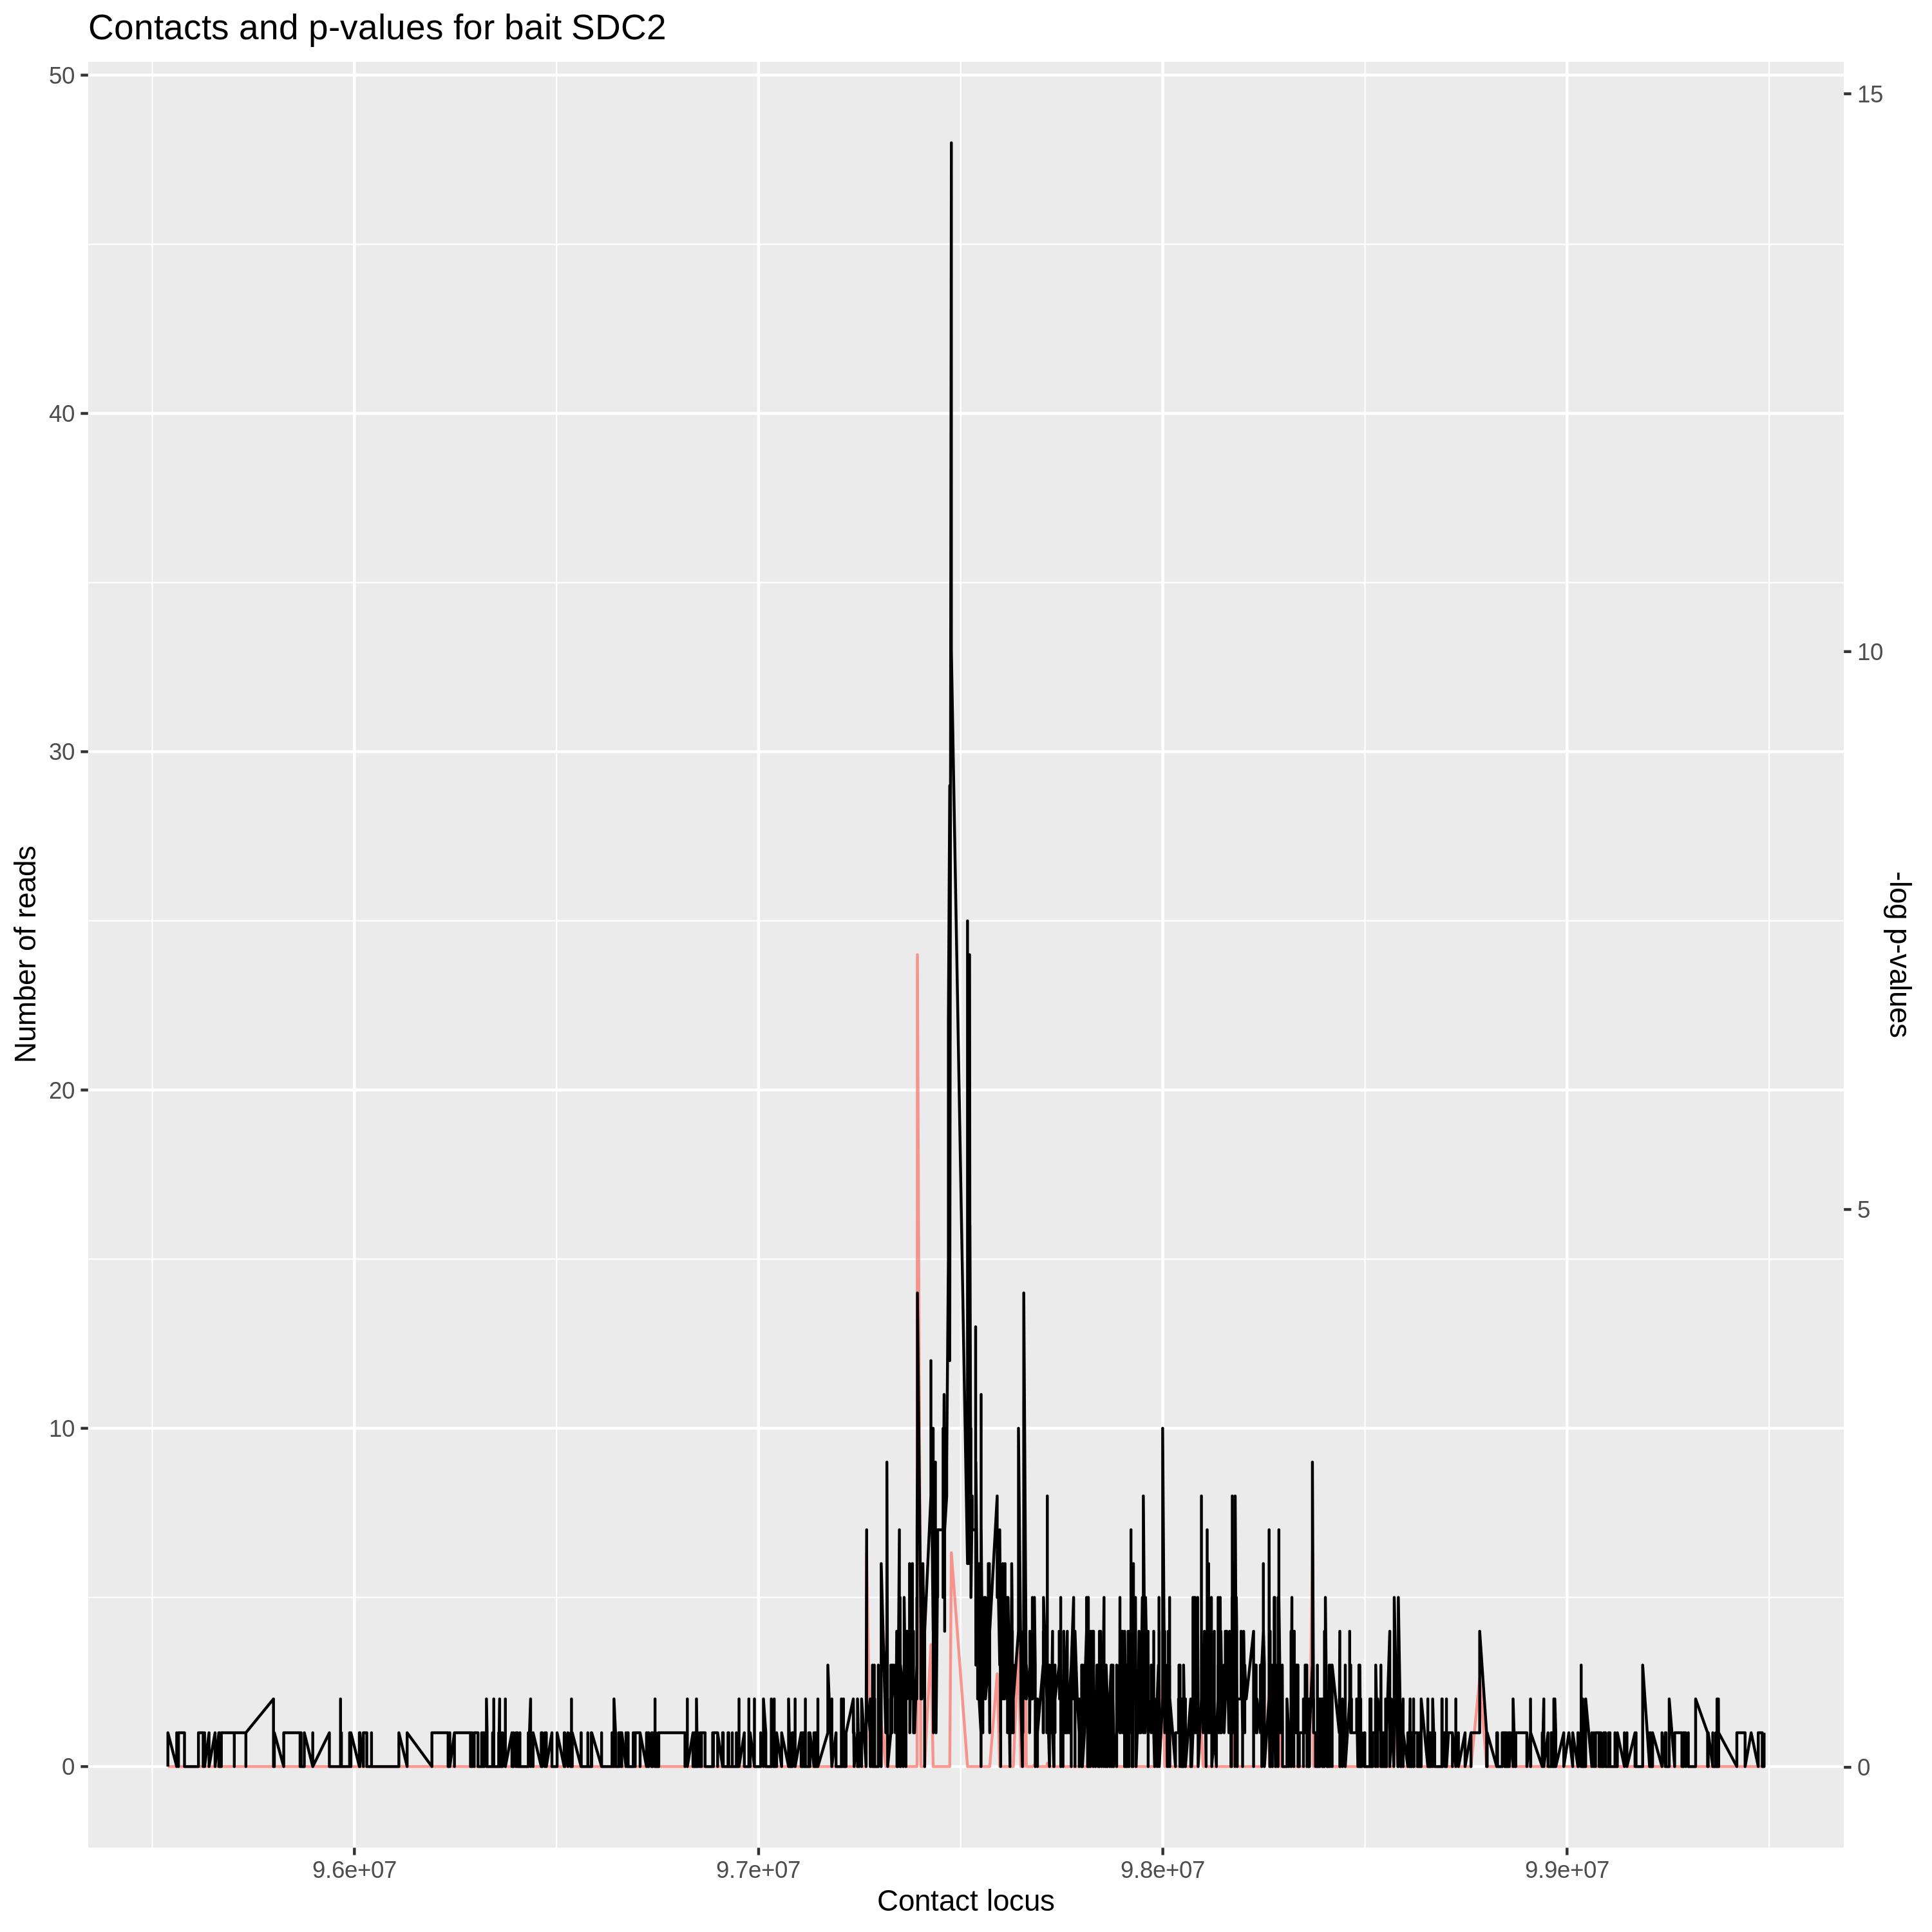 Contacts and p-values for bait SDC2
50
40
30
20
10
0
Number of reads
15
10
5
0
-log p-values
9.6e+07
9.7e+07
9.8e+07
9.9e+07
Contact locus